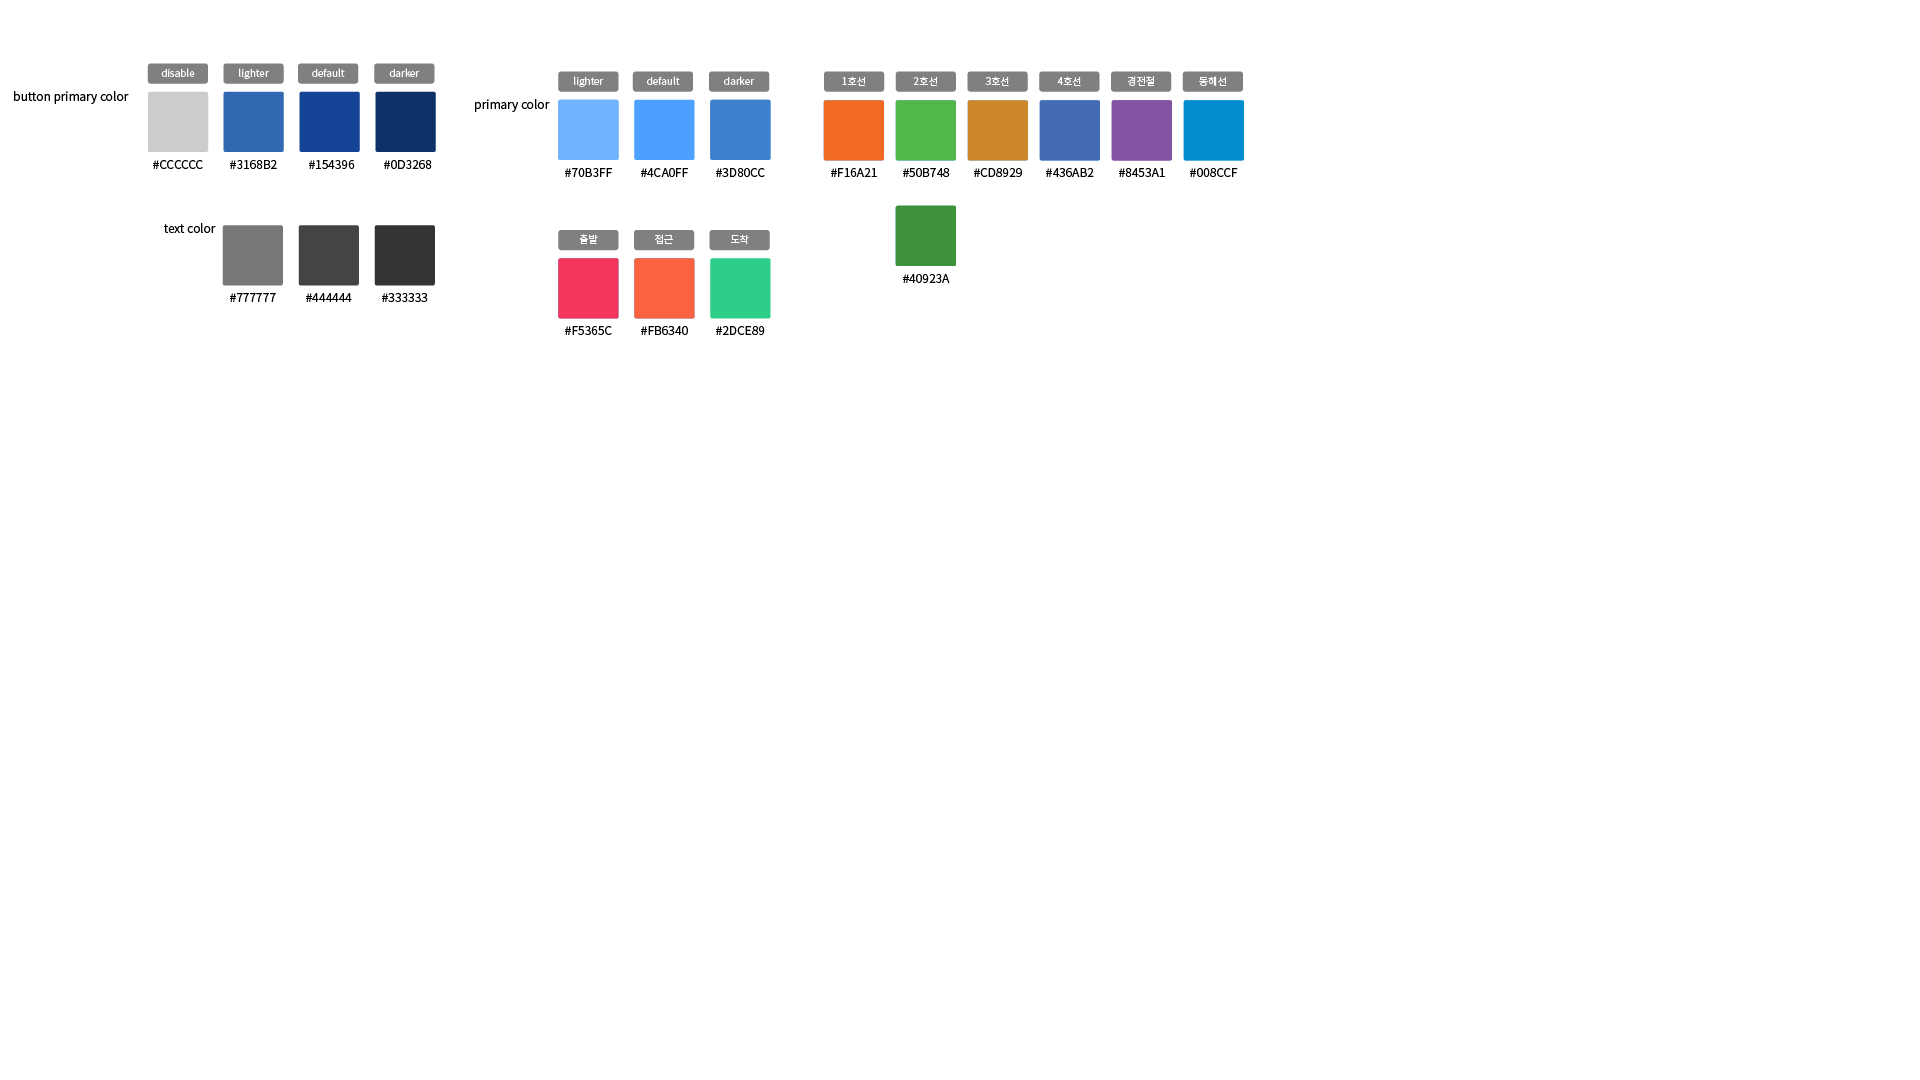 button primary color
disable lighter default darker
#CCCCCC #3168B2 #154396 #0D3268
text color
#777777 #444444 #333333
primary color
lighter default darker
#70B3FF #4CA0FF #3D80CC
출발 접근 도착
#F5365C #FB6340 #2DCE89
1호선 2호선 3호선 4호선 경전철 동해선
#F16A21 #50B748 #CD8929 #436AB2 #8453A1 #008CCF
#40923A